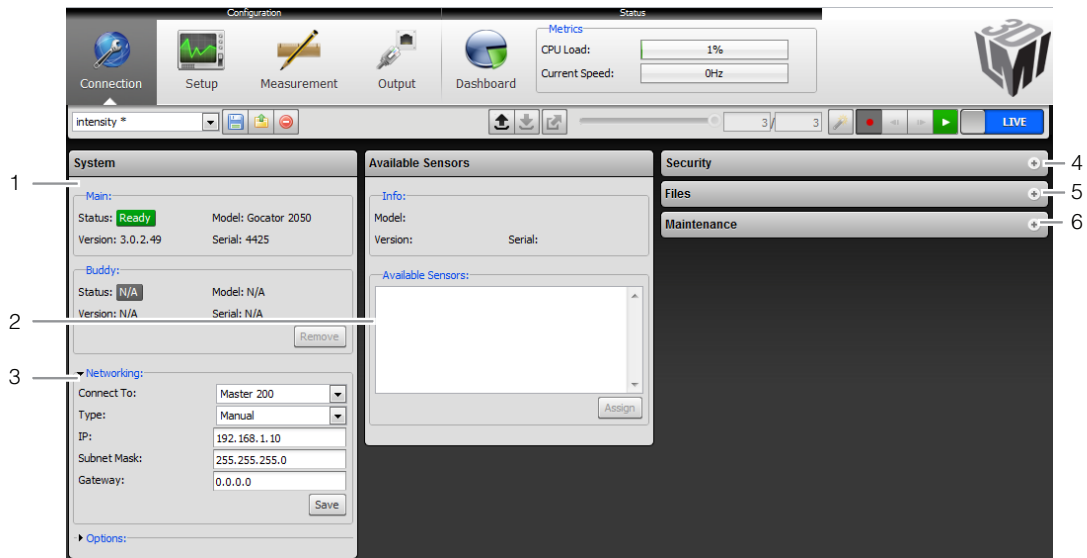 Configuration
Status
Connection
Setup
Measurement
Output
Dashboard
Metrics
CPU Load: 1%
Current Speed: 0Hz
3D
LMI
intensity *
3/ 3
LIVE
System
1
Main:
Status: Ready Model: Gocator 2050
Version: 3.0.2.49 Serial: 4425
Buddy:
Status: N/A Model: N/A
Version: N/A Serial: N/A
Remove
3
Networking:
Connect To: Master 200
Type: Manual
IP: 192.168.1.10
Subnet Mask: 255.255.255.0
Gateway: 0.0.0.0
Save
Options:
Available Sensors
Info:
Model:
Version: Serial:
2
Available Sensors:
Assign
Security 4
Files 5
Maintenance 6